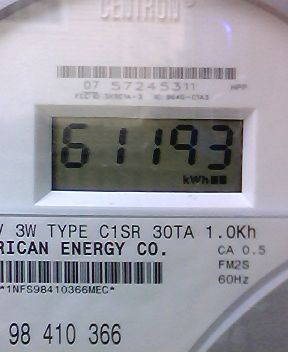 CENTRON®
07 57245311 HPP
61193
kWh
V 3W TYPE C1SR 30TA 1.0Kh
RICAN ENERGY CO. CA 0.5
FM2S
60Hz
*1NFS98410366MEC*
98 410 366